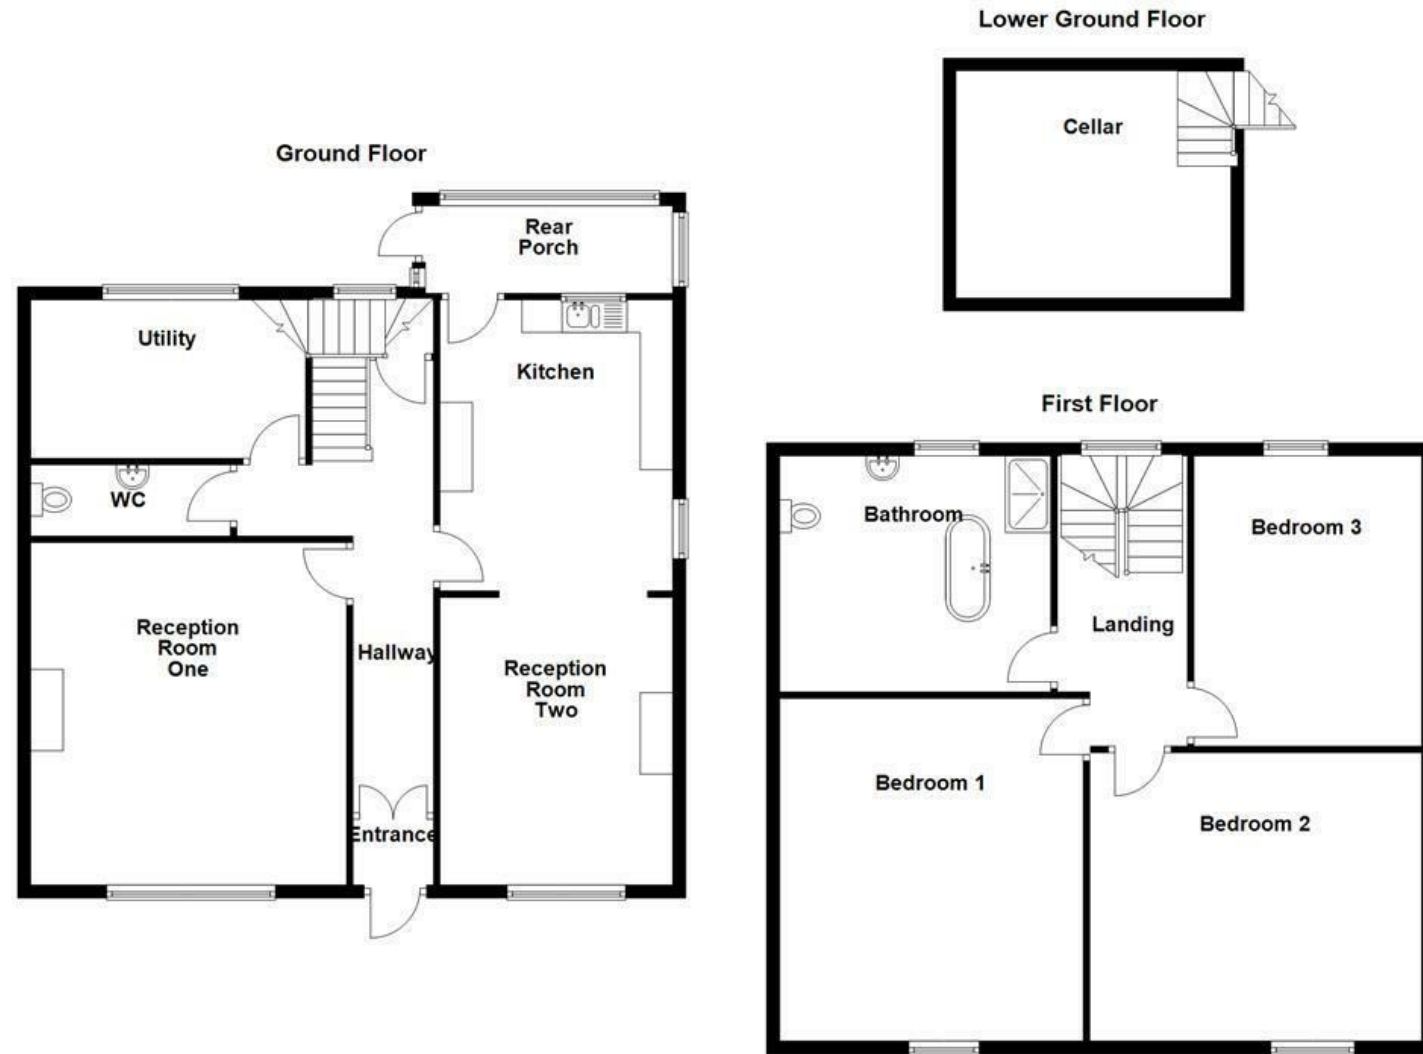 Lower Ground Floor
Cellar
Ground Floor
Rear
Porch
Utility
Kitchen
WC
Reception
Room
One
Hallway
Reception
Room
Two
Entrance
First Floor
Bathroom
Bedroom 3
Landing
Bedroom 1
Bedroom 2